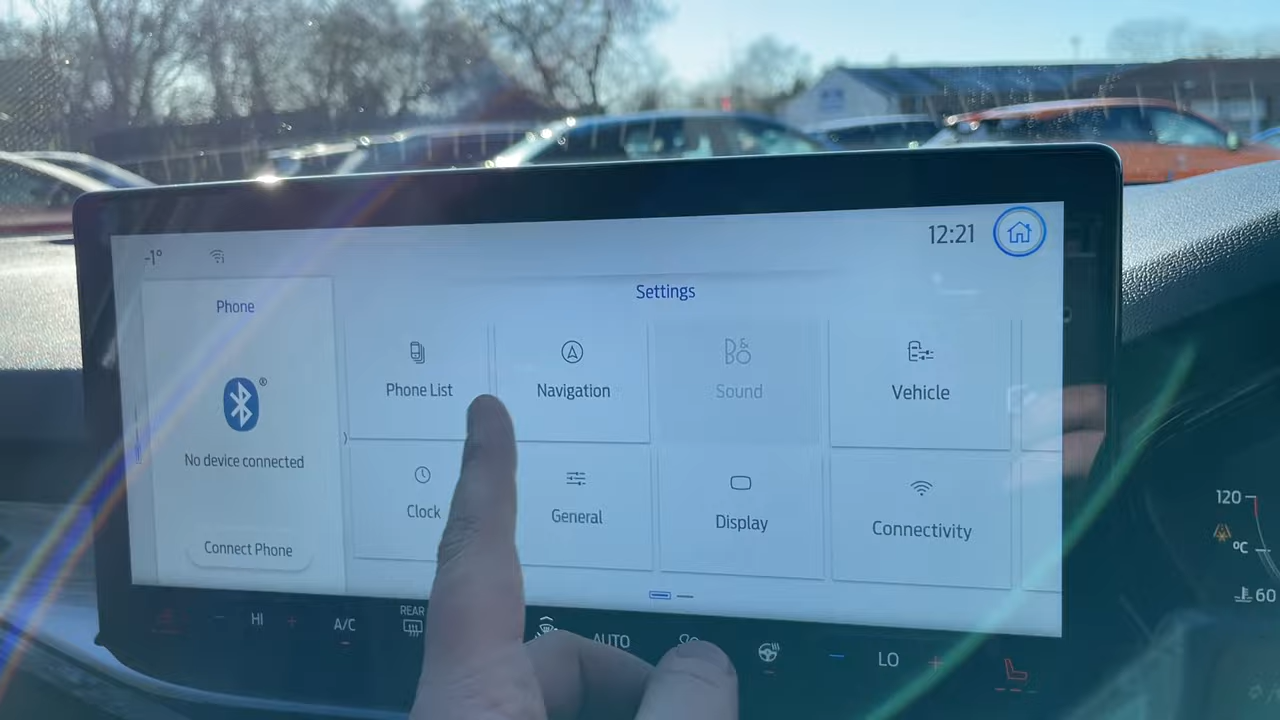 -1°
12:21
Phone
Settings
®
No device connected
Connect Phone
Phone List
Navigation
B&O
Sound
Vehicle
Clock
General
Display
Connectivity
HI
A/C
REAR
AUTO
LO
120
°C
60